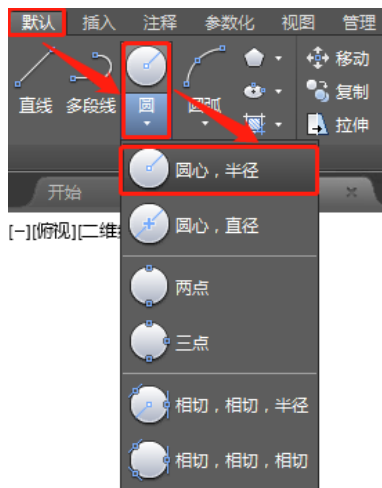 默认 插入 注释 参数化 视图 管理
直线 多段线 圆 圆弧 移动
复制
拉伸
开始
[−][俯视][二维
圆心，半径
圆心，直径
两点
三点
相切，相切，半径
相切，相切，相切